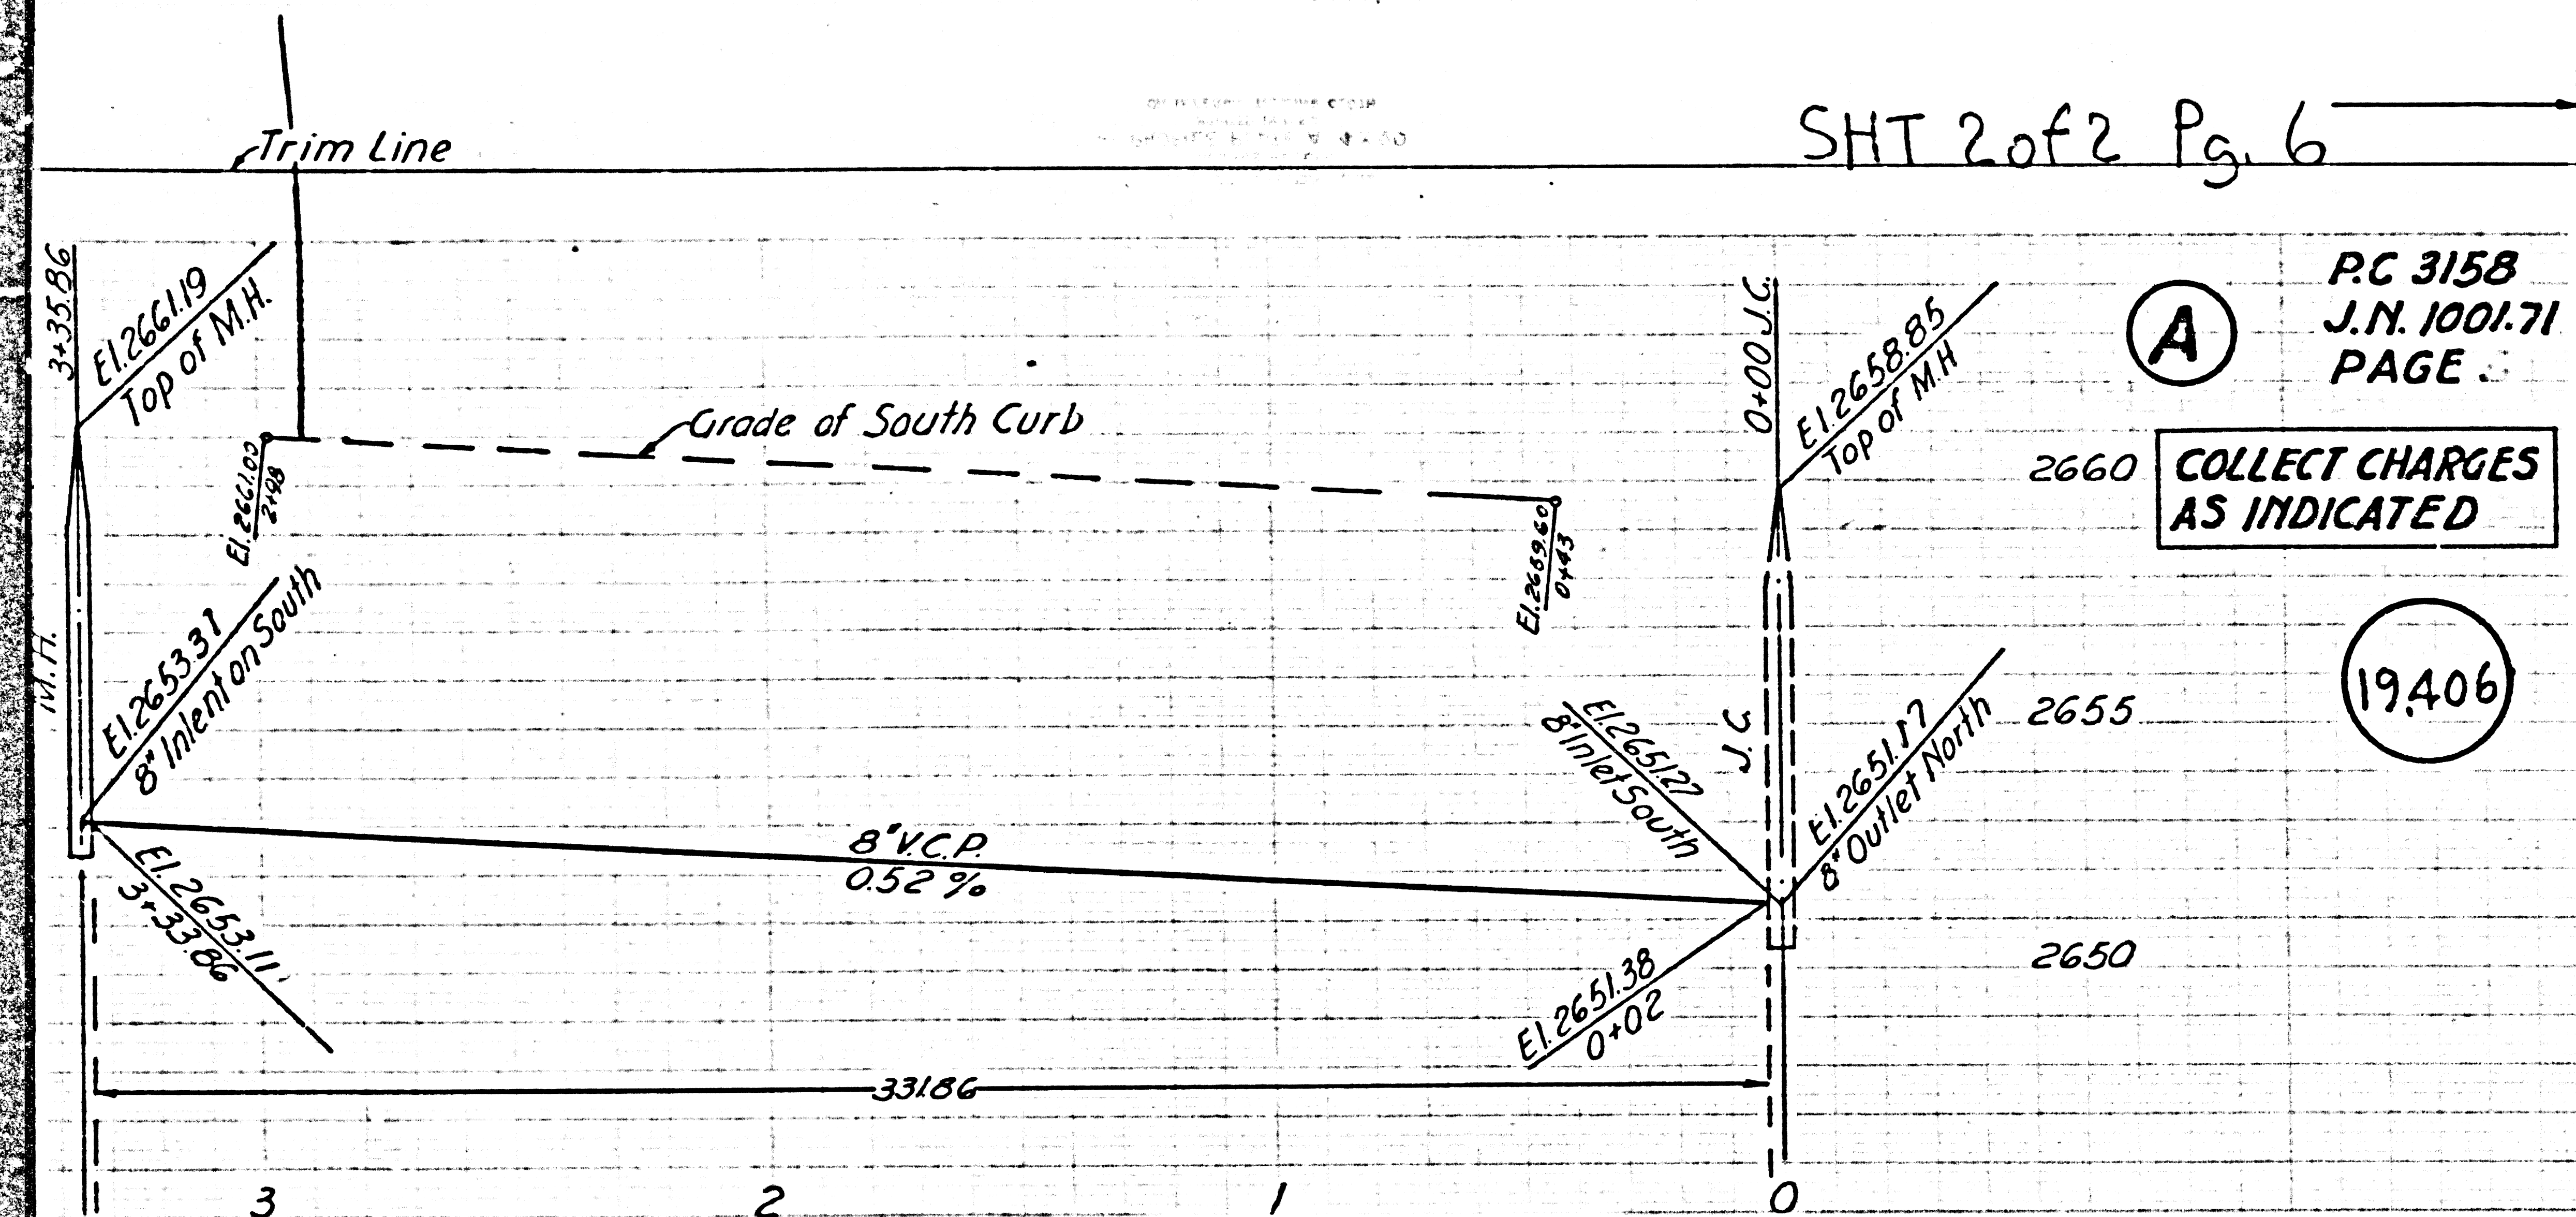 SHT 2 of 2 Pg. 6
Trim Line
3+35.86
El.2661.19
Top of M.H.
Grade of South Curb
El.2661.00
2+98
El.2659.60
0+43
0+00 J.C.
El.2658.85
Top of M.H
A
P.C 3158
J.N. 1001.71
PAGE
2660
COLLECT CHARGES
AS INDICATED
M.H.
El.2653.37
8" Inlent on South
El.2651.27
8" Inlet South
J.C
El.2651.17
8" Outlet North
2655
19,406
8" V.C.P.
0.52 %
El.2653.11
3+33.86
El.2651.38
0+02
2650
331.86
3
2
1
0